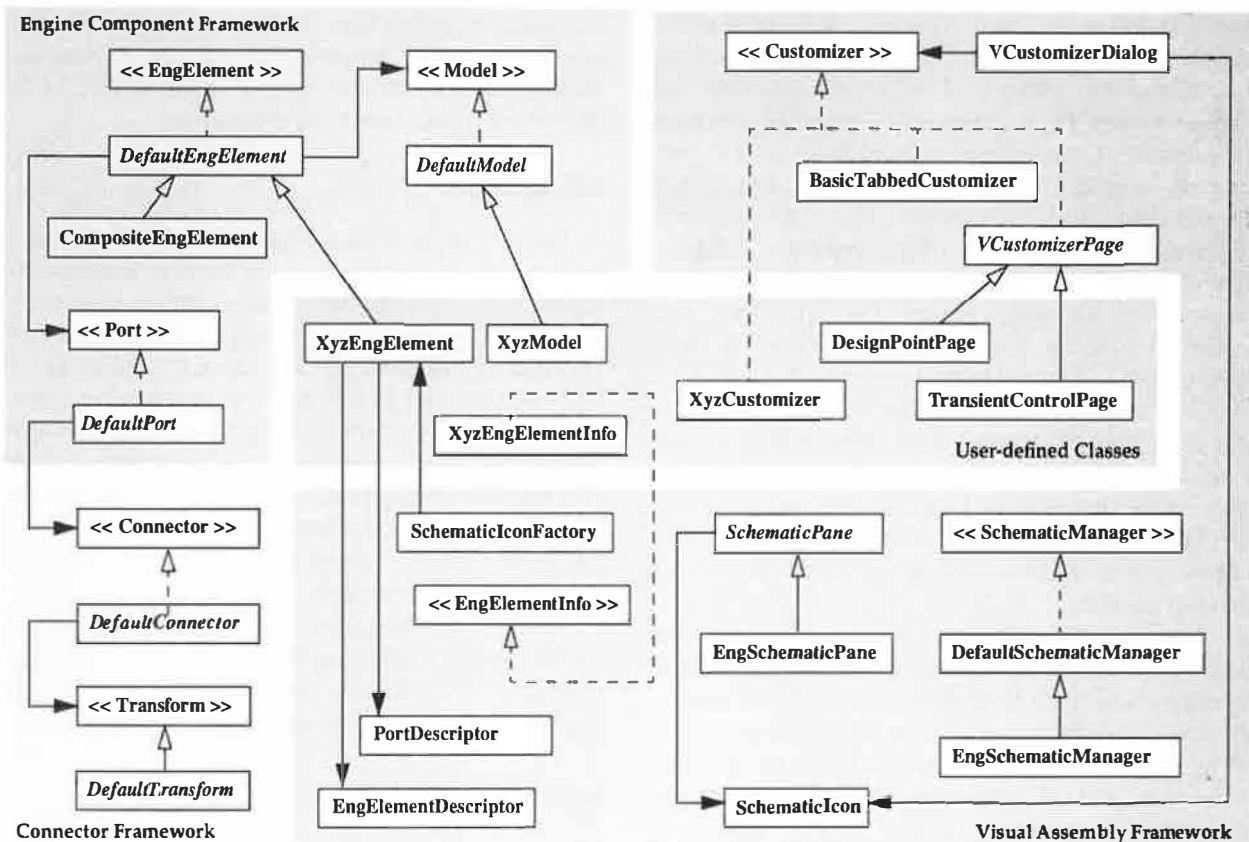 Engine Component Framework
<< EngElement >>
<< Model >>
<< Customizer >>
VCustomizerDialog
DefaultEngElement
DefaultModel
BasicTabbedCustomizer
CompositeEngElement
VCustomizerPage
<< Port >>
XyzEngElement
XyzModel
DesignPointPage
XyzCustomizer
TransientControlPage
DefaultPort
XyzEngElementInfo
User-defined Classes
<< Connector >>
SchematicIconFactory
SchematicPane
<< SchematicManager >>
<< EngElementInfo >>
DefaultConnector
EngSchematicPane
DefaultSchematicManager
<< Transform >>
PortDescriptor
EngSchematicManager
DefaultTransform
EngElementDescriptor
SchematicIcon
Connector Framework
Visual Assembly Framework